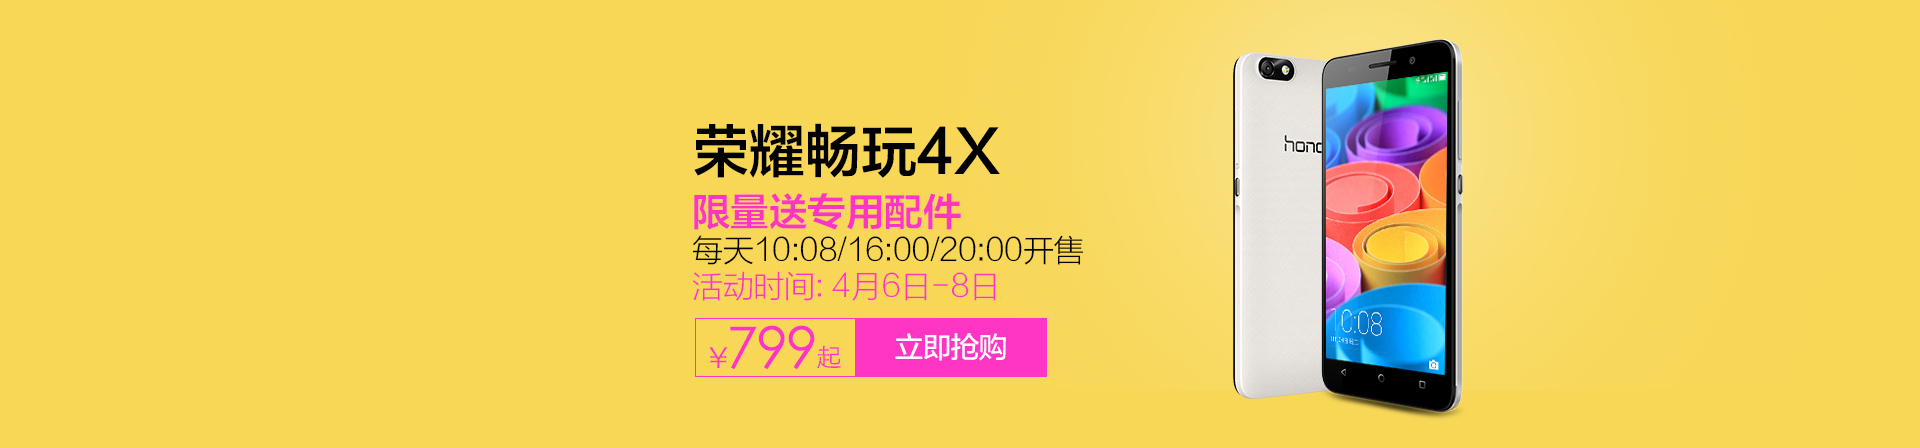 荣耀畅玩4X
限量送专用配件
每天10:08/16:00/20:00开售
活动时间: 4月6日-8日
¥799起
立即抢购
hono
10:08